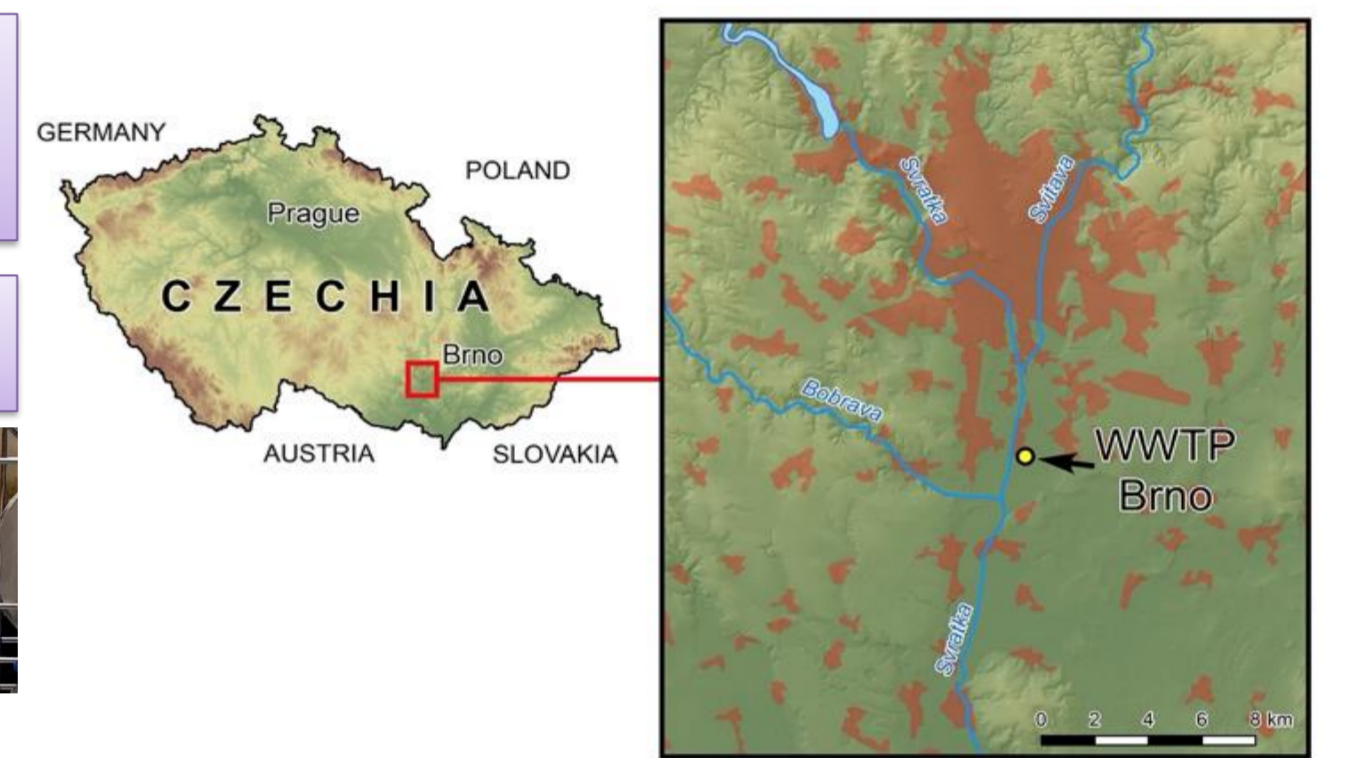 GERMANY
POLAND
Prague
CZECHIA
Brno
AUSTRIA
SLOVAKIA
Svratka
Svitava
Bobrava
WWTP
Brno
Svratka
0 2 4 6 8 km